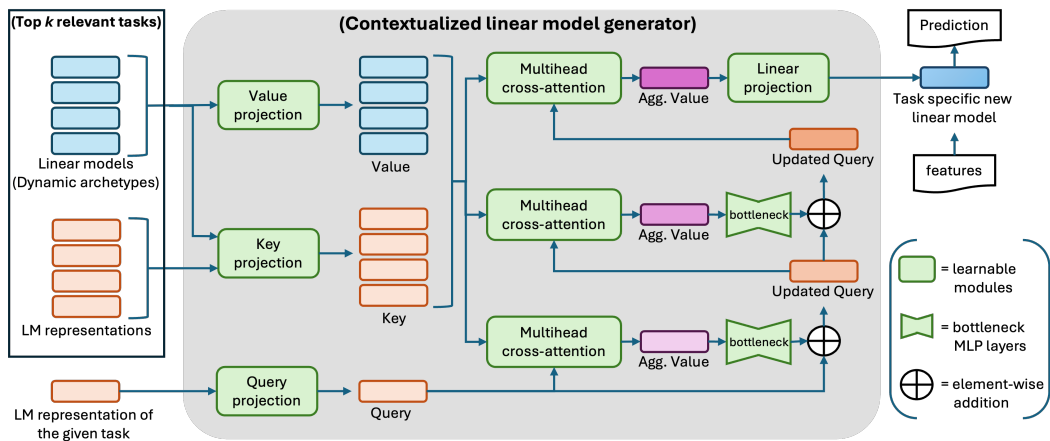 (Top k relevant tasks)
Linear models
(Dynamic archetypes)
LM representations
LM representation of
the given task
(Contextualized linear model generator)
Value
projection
Key
projection
Query
projection
Value
Key
Query
Multihead
cross-attention
Agg. Value
Linear
projection
Updated Query
Multihead
cross-attention
Agg. Value
bottleneck
Updated Query
Multihead
cross-attention
Agg. Value
bottleneck
Prediction
Task specific new
linear model
features
= learnable
modules
= bottleneck
MLP layers
= element-wise
addition